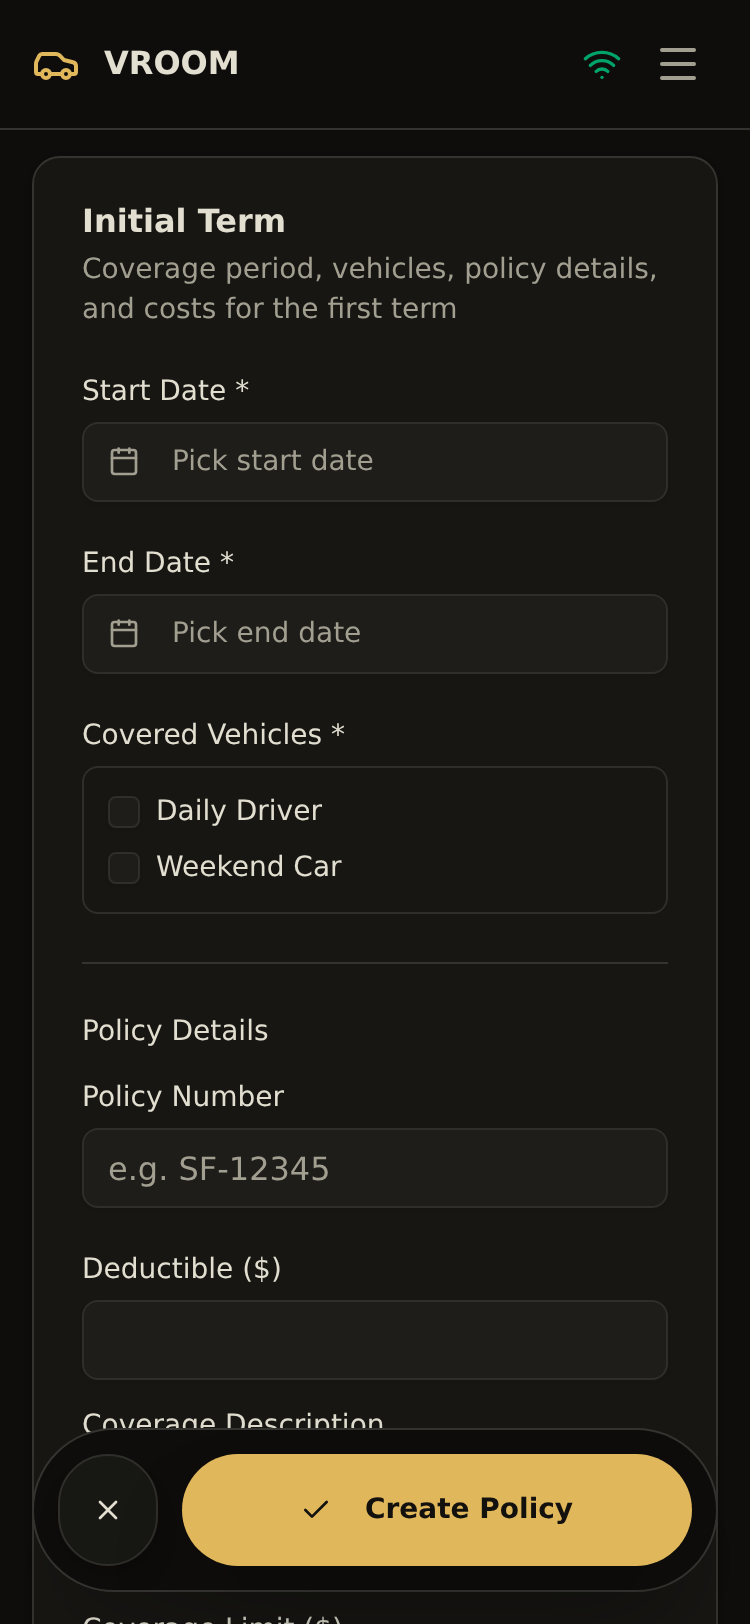 VROOM
Initial Term
Coverage period, vehicles, policy details,
and costs for the first term
Start Date *
Pick start date
End Date *
Pick end date
Covered Vehicles *
Daily Driver
Weekend Car
Policy Details
Policy Number
e.g. SF-12345
Deductible ($)
Coverage Description
Create Policy
Coverage Limit ($)